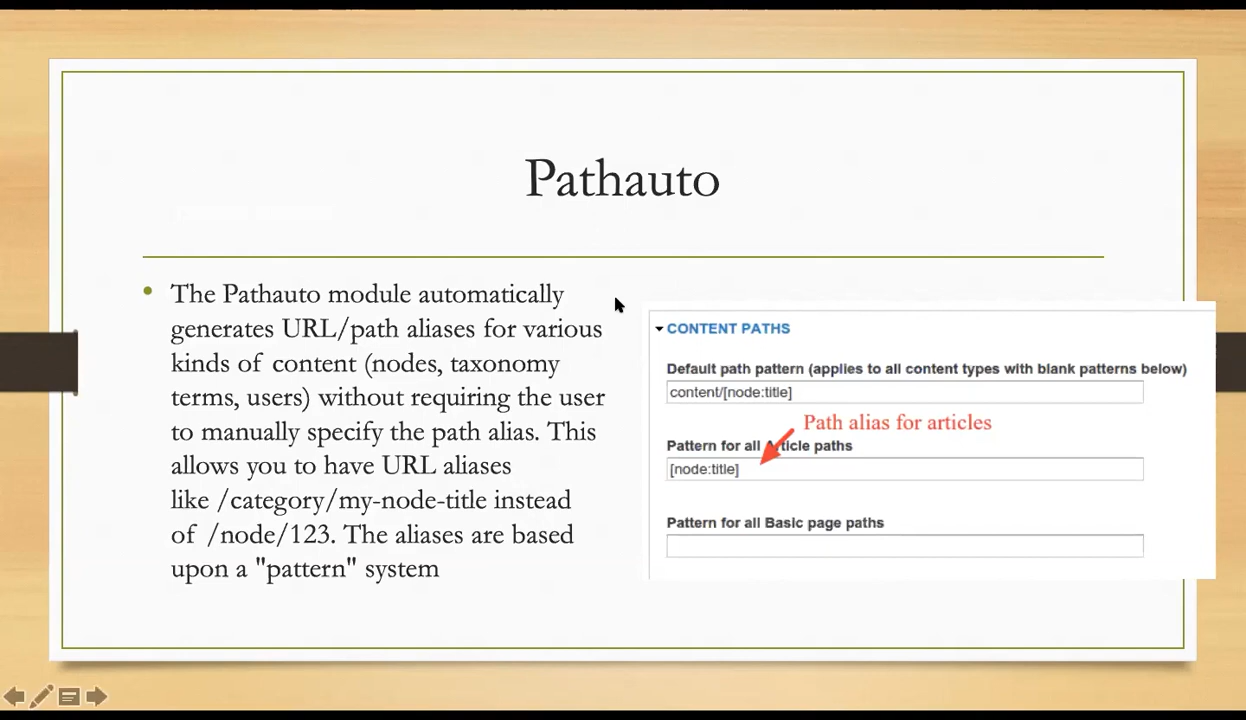 Pathauto
• The Pathauto module automatically
generates URL/path aliases for various
kinds of content (nodes, taxonomy
terms, users) without requiring the user
to manually specify the path alias. This
allows you to have URL aliases
like /category/my-node-title instead
of /node/123. The aliases are based
upon a "pattern" system
CONTENT PATHS
Default path pattern (applies to all content types with blank patterns below)
content/[node:title]
Path alias for articles
Pattern for all Article paths
[node:title]
Pattern for all Basic page paths